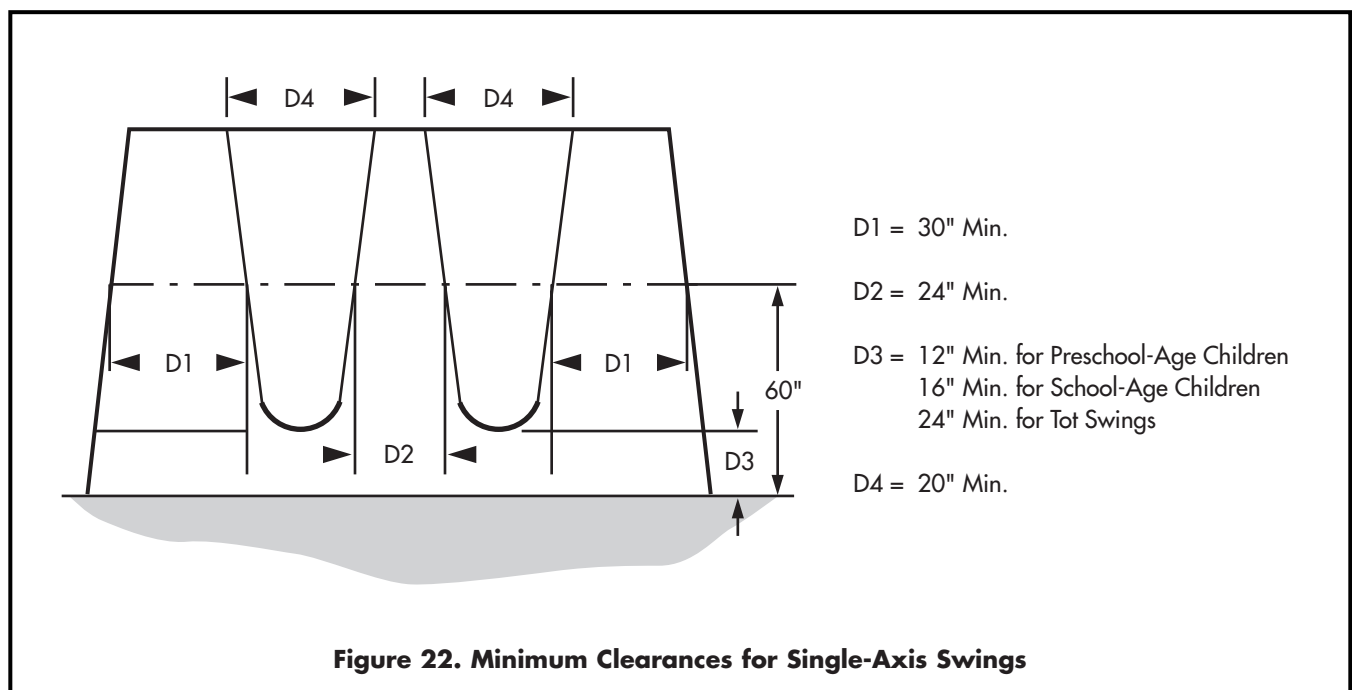 D4 D4
D1 = 30" Min.
D2 = 24" Min.
D3 = 12" Min. for Preschool-Age Children
16" Min. for School-Age Children
24" Min. for Tot Swings
D4 = 20" Min.
D1 D1
60"
D2
D3
Figure 22. Minimum Clearances for Single-Axis Swings